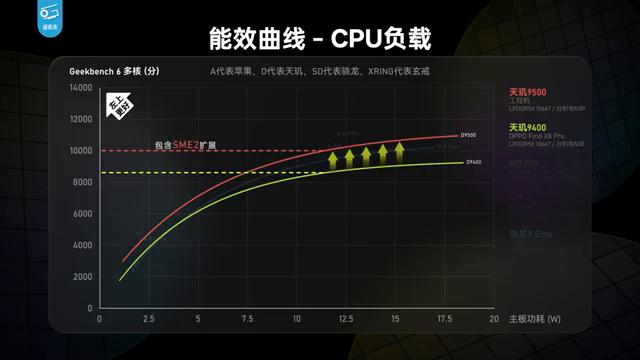 极客湾
能效曲线 - CPU负载
Geekbench 6 多核 (分)
A代表苹果，D代表天玑，SD代表骁龙，XRING代表玄戒
14000
12000
10000
8000
6000
4000
2000
0
左上更好
包含SME2扩展
D9500
D9400
天玑9500
工程机
LPDDR5X 10667 / 台积电N3P
天玑9400
OPPO Find X8 Pro
LPDDR5X 10667 / 台积电N3E
A19 Pro
骁龙8 Elite
0
2.5
5
7.5
10
12.5
15
17.5
20
主板功耗 (W)